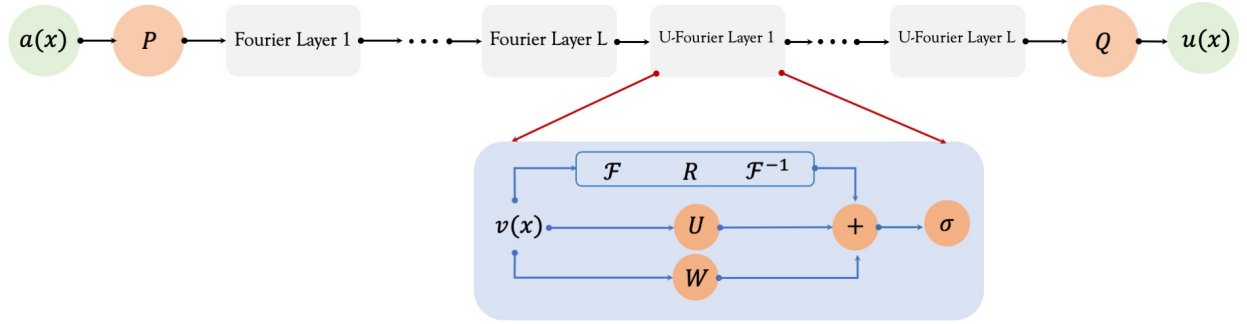 a(x)
P
Fourier Layer 1
Fourier Layer L
U-Fourier Layer 1
U-Fourier Layer L
Q
u(x)
ℱ R ℱ⁻¹
v(x)
U
+
σ
W